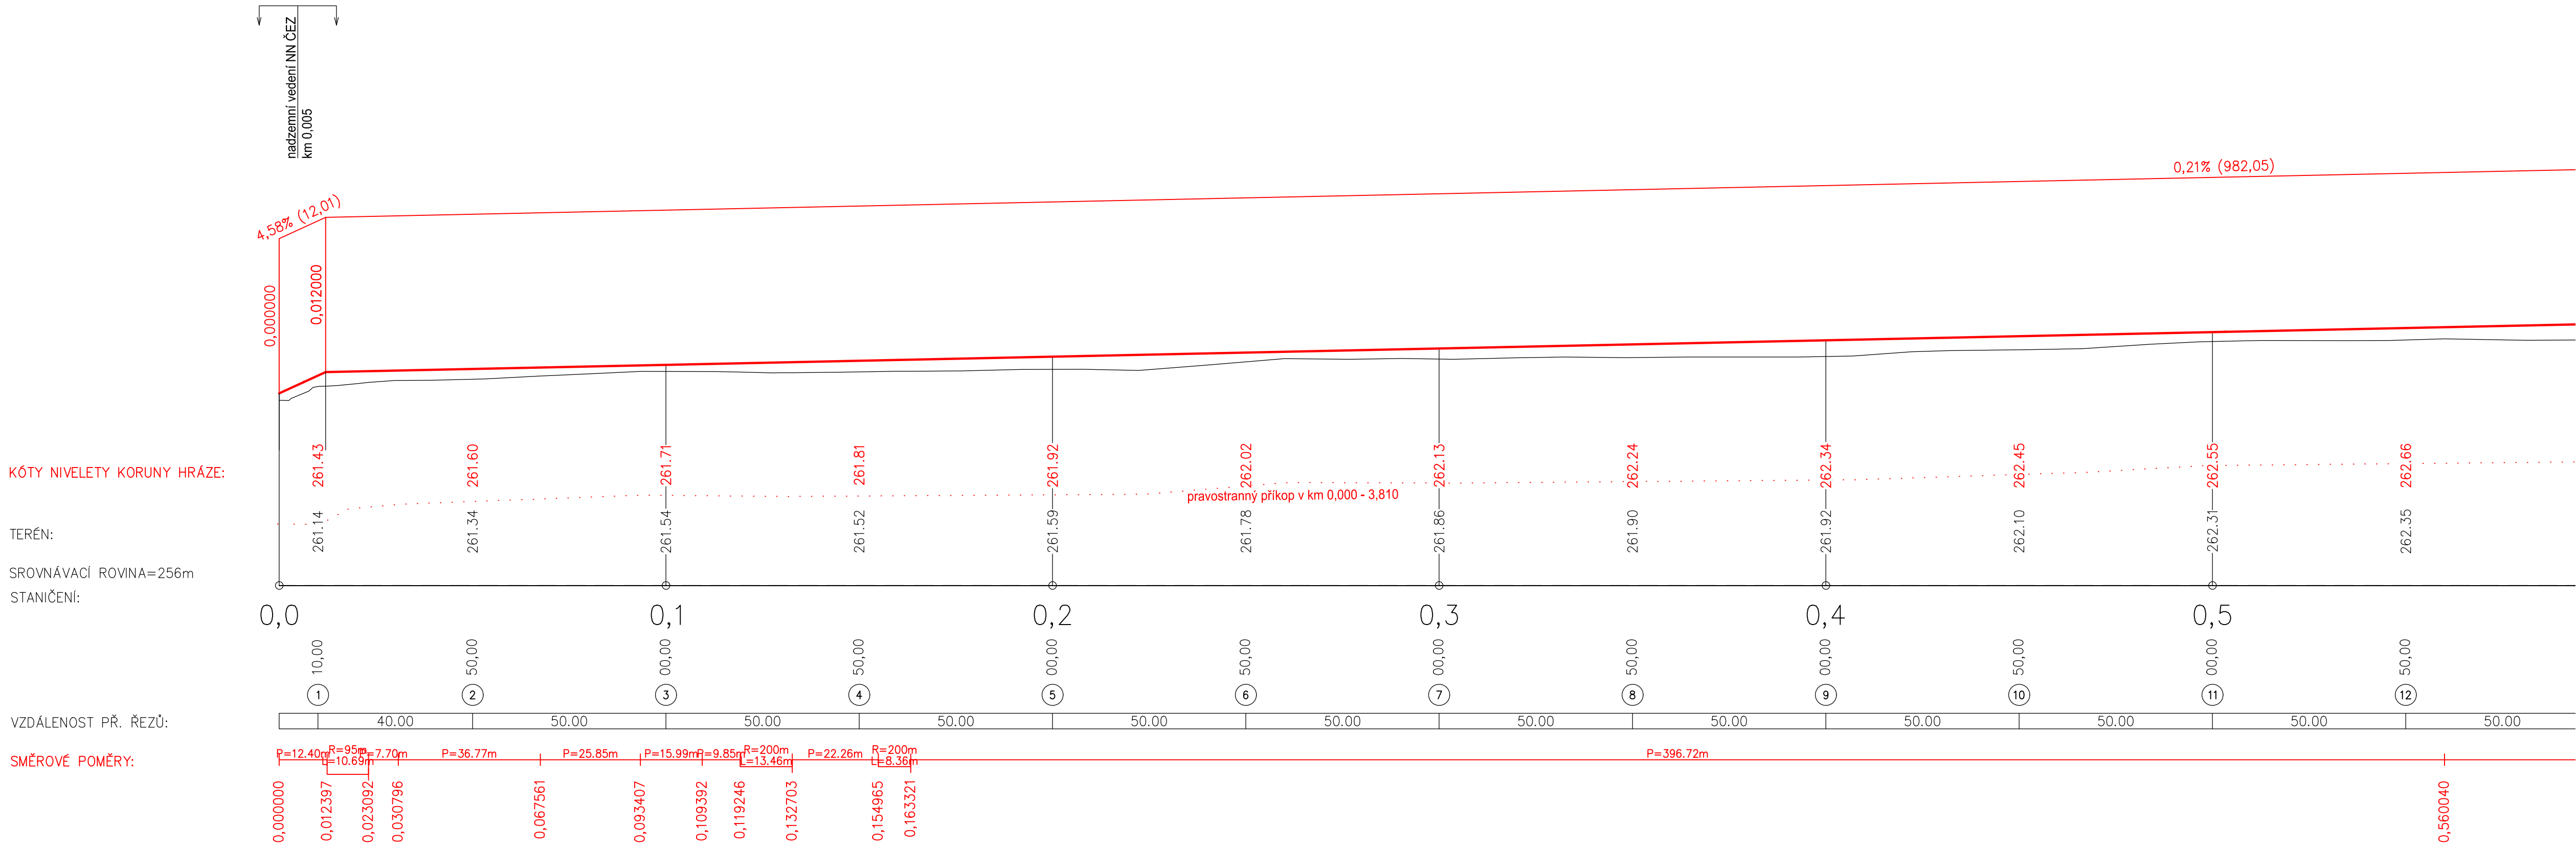 nadzemní vedení NN ČEZ
km 0,005
0,21% (982,05)
4,58% (12,01)
0,000000
0,012000
KÓTY NIVELETY KORUNY HRÁZE:
261.43 261.60 261.71 261.81 261.92 262.02 262.13 262.24 262.34 262.45 262.55 262.66
pravostranný příkop v km 0,000 - 3,810
TERÉN:
261.14 261.34 261.54 261.52 261.59 261.78 261.86 261.90 261.92 262.10 262.31 262.35
SROVNÁVACÍ ROVINA=256m
STANIČENÍ:
0,0 0,1 0,2 0,3 0,4 0,5
10,00 50,00 00,00 50,00 00,00 50,00 00,00 50,00 00,00 50,00 00,00 50,00
1 2 3 4 5 6 7 8 9 10 11 12
VZDÁLENOST PŘ. ŘEZŮ:
40.00 50.00 50.00 50.00 50.00 50.00 50.00 50.00 50.00 50.00 50.00 50.00
SMĚROVÉ POMĚRY:
P=12.40m R=95m L=10.69m P=7.70m P=36.77m P=25.85m P=15.99m P=9.85m R=200m L=13.46m P=22.26m R=200m L=8.36m P=396.72m
0,000000 0,012397 0,023092 0,030796 0,067561 0,093407 0,109392 0,119246 0,132703 0,154965 0,163321 0,560040